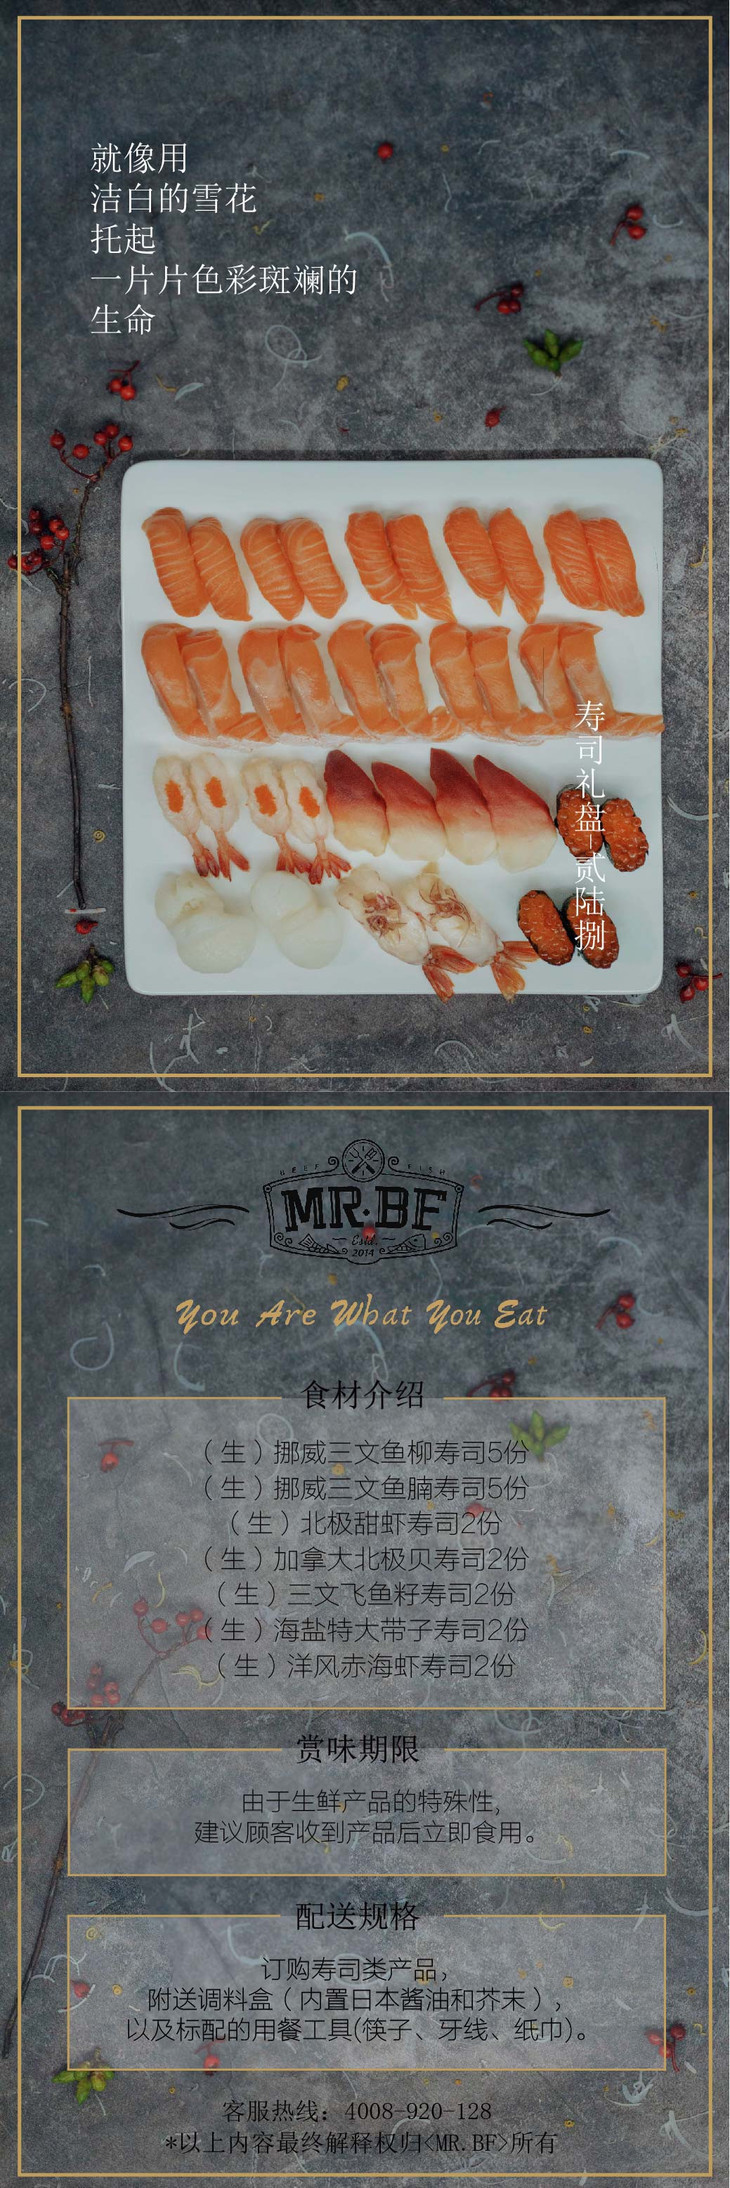 就像用
洁白的雪花
托起
一片片色彩斑斓的
生命
寿司礼盘-贰陆捌
BEEF FISH
MR·BF
Estd.
2014
You Are What You Eat
食材介绍
（生）挪威三文鱼柳寿司5份
（生）挪威三文鱼腩寿司5份
（生）北极甜虾寿司2份
（生）加拿大北极贝寿司2份
（生）三文飞鱼籽寿司2份
（生）海盐特大带子寿司2份
（生）洋风赤海虾寿司2份
赏味期限
由于生鲜产品的特殊性,
建议顾客收到产品后立即食用。
配送规格
订购寿司类产品，
附送调料盒（内置日本酱油和芥末），
以及标配的用餐工具(筷子、牙线、纸巾)。
客服热线：4008-920-128
*以上内容最终解释权归<MR.BF>所有